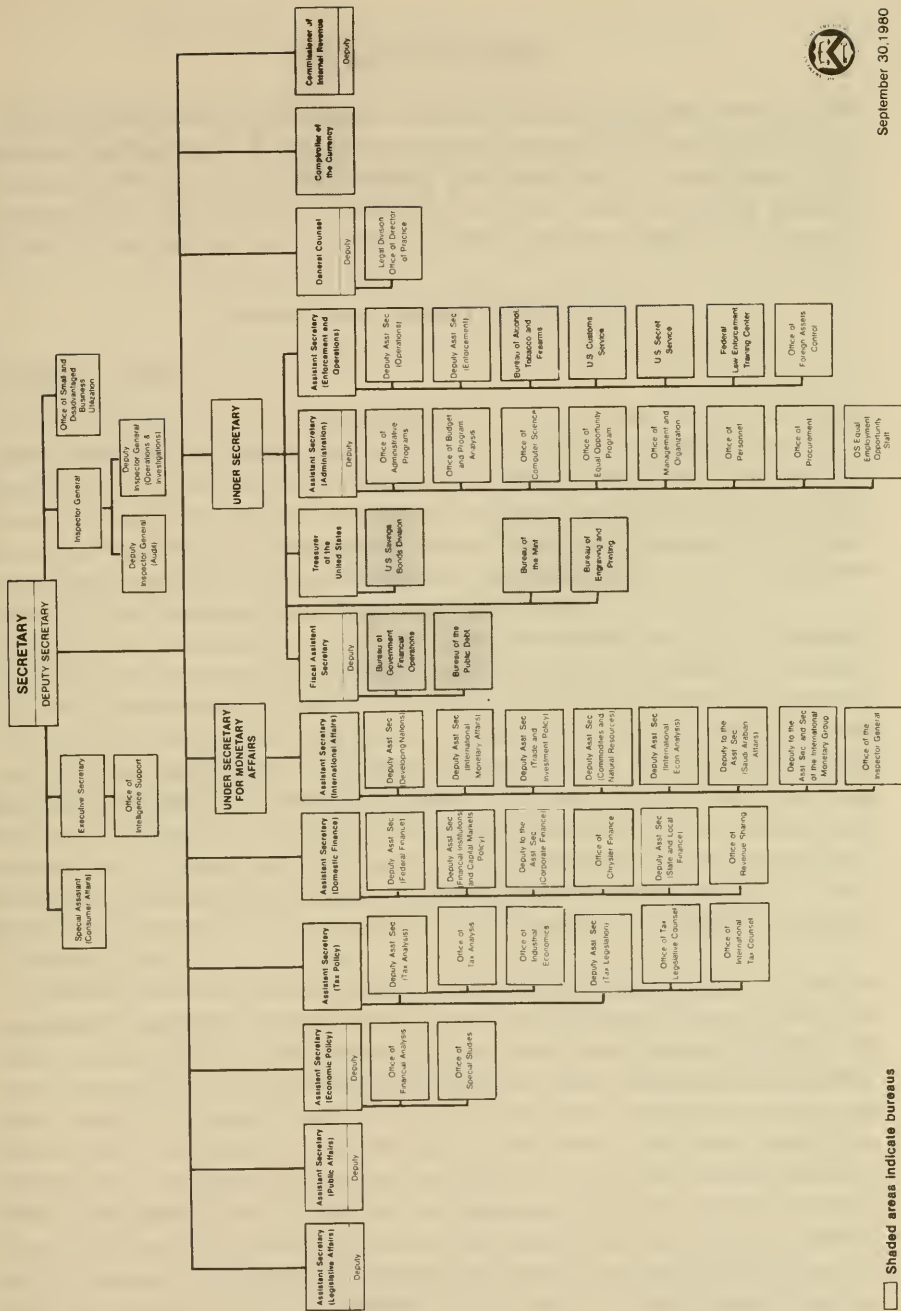 SECRETARY
DEPUTY SECRETARY
Special Assistant
(Consumer Affairs)
Executive Secretary
Office of
Intelligence Support
Inspector General
Deputy
Inspector General
(Audit)
Deputy
Inspector General
(Operations &
Investigations)
Office of Small and
Disadvantaged
Business
Utilization
UNDER SECRETARY
FOR MONETARY
AFFAIRS
UNDER SECRETARY
Assistant Secretary
(Legislative Affairs)
Deputy
Assistant Secretary
(Public Affairs)
Deputy
Assistant Secretary
(Economic Policy)
Deputy
Office of
Financial Analysis
Office of
Special Studies
Assistant Secretary
(Tax Policy)
Deputy Asst Sec
(Tax Analysis)
Office of
Tax Analysis
Office of
Industrial
Economics
Deputy Asst Sec
(Tax Legislation)
Office of Tax
Legislative Counsel
Office of
International
Tax Counsel
Assistant Secretary
(Domestic Finance)
Deputy Asst Sec
(Federal Finance)
Deputy Asst Sec
(Financial Institutions
and Capital Markets
Policy)
Deputy to the
Asst Sec
(Corporate Finance)
Office of
Chrysler Finance
Deputy Asst Sec
(State and Local
Finance)
Office of
Revenue Sharing
Assistant Secretary
(International Affairs)
Deputy Asst Sec
(Developing Nations)
Deputy Asst Sec
(International
Monetary Affairs)
Deputy Asst Sec
(Trade and
Investment Policy)
Deputy Asst Sec
(Commodities and
Natural Resources)
Deputy Asst Sec
(International
Econ Analysis)
Deputy to the
Asst Sec
(Saudi Arabian
Affairs)
Deputy to the
Asst Sec and Sec
of the International
Monetary Group
Office of the
Inspector General
Fiscal Assistant
Secretary
Deputy
Bureau of
Government
Financial
Operations
Bureau of the
Public Debt
Treasurer
of the
United States
U.S. Savings
Bonds Division
Bureau of
the Mint
Bureau of
Engraving and
Printing
Assistant Secretary
(Administration)
Deputy
Office of
Administrative
Programs
Office of Budget
and Program
Analysis
Office of
Computer Science
Office of
Equal Opportunity
Program
Office of
Management and
Organization
Office of
Personnel
Office of
Procurement
OS Equal
Employment
Opportunity
Staff
Assistant Secretary
(Enforcement and
Operations)
Deputy Asst Sec
(Operations)
Deputy Asst Sec
(Enforcement)
Bureau of Alcohol,
Tobacco and
Firearms
U.S. Customs
Service
U.S. Secret
Service
Federal
Law Enforcement
Training Center
Office of
Foreign Assets
Control
General Counsel
Deputy
Legal Division
Office of Director
of Practice
Comptroller of
the Currency
Commissioner of
Internal Revenue
Deputy
Shaded areas indicate bureaus
September 30, 1980